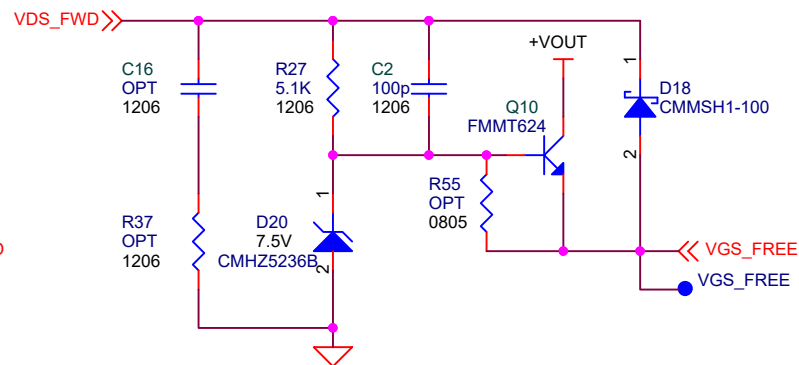 VDS_FWD
+VOUT
C16
OPT
1206
R27
5.1K
1206
C2
100p
1206
Q10
FMMT624
1
D18
CMMSH1-100
2
R55
OPT
0805
R37
OPT
1206
1
D20
7.5V
CMHZ5236B
2
VGS_FREE
VGS_FREE